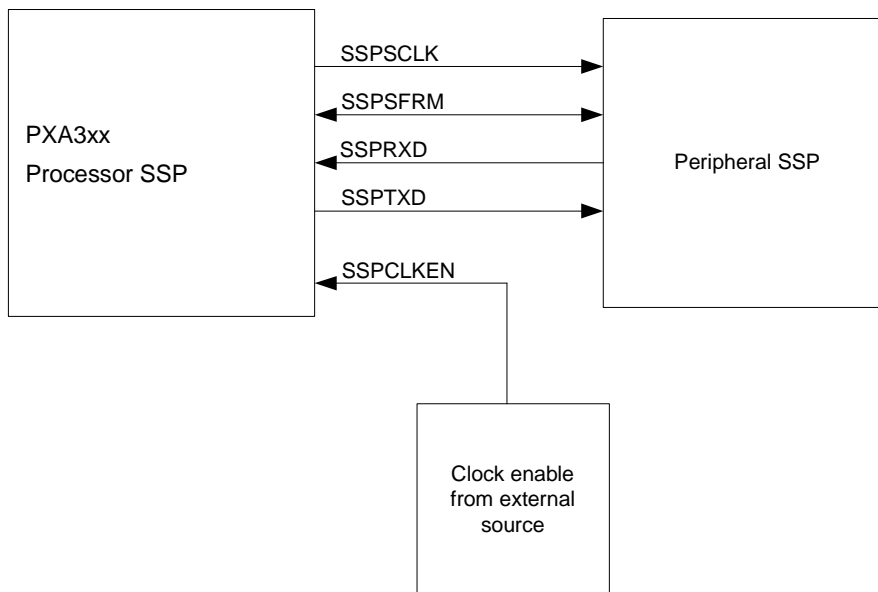 SSPSCLK
SSPSFRM
PXA3xx
Processor SSP
SSPRXD
Peripheral SSP
SSPTXD
SSPCLKEN
Clock enable
from external
source